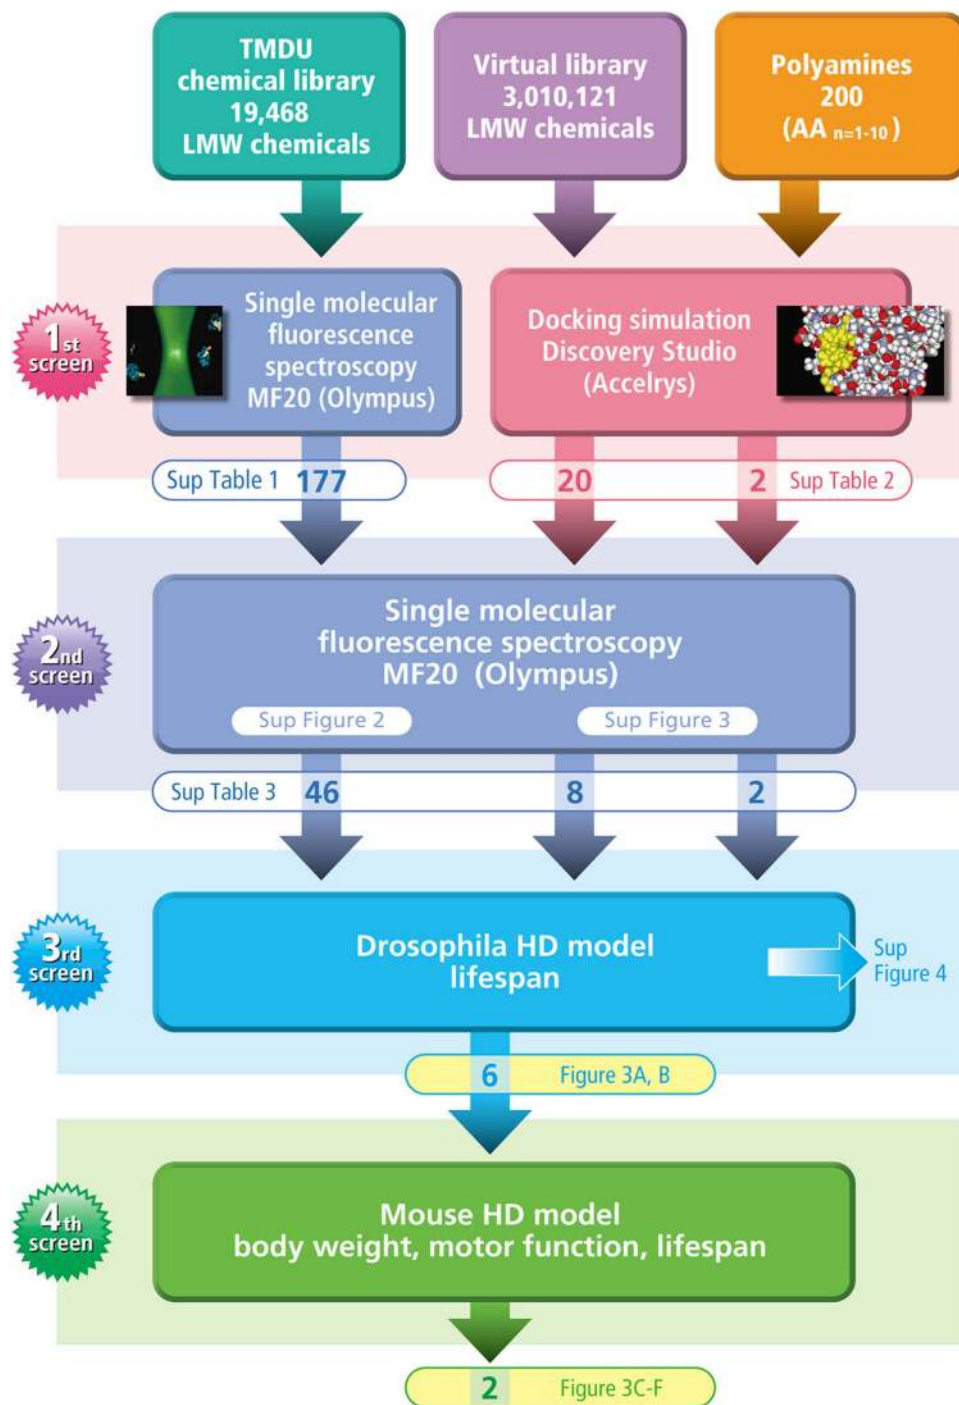 TMDU
chemical library
19,468
LMW chemicals
Virtual library
3,010,121
LMW chemicals
Polyamines
200
(AA n=1-10)
1st
screen
Single molecular
fluorescence
spectroscopy
MF20 (Olympus)
Docking simulation
Discovery Studio
(Accelrys)
Sup Table 1 177
20 2 Sup Table 2
2nd
screen
Single molecular
fluorescence spectroscopy
MF20 (Olympus)
Sup Figure 2
Sup Figure 3
Sup Table 3 46 8 2
3rd
screen
Drosophila HD model
lifespan
Sup
Figure 4
6 Figure 3A, B
4th
screen
Mouse HD model
body weight, motor function, lifespan
2 Figure 3C-F